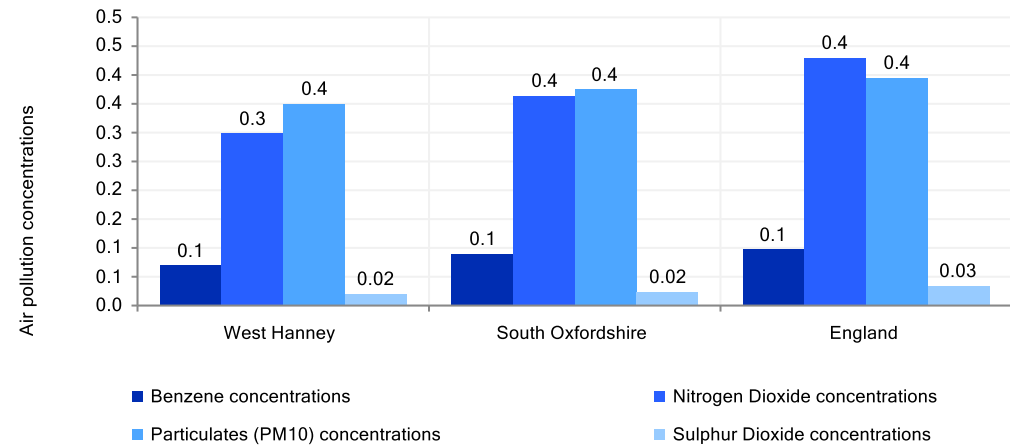 Air pollution concentrations
0.5
0.5
0.4
0.4
0.3
0.3
0.2
0.2
0.1
0.1
0.0
0.1
0.3
0.4
0.02
0.1
0.4
0.4
0.02
0.1
0.4
0.4
0.03
West Hanney
South Oxfordshire
England
Benzene concentrations
Nitrogen Dioxide concentrations
Particulates (PM10) concentrations
Sulphur Dioxide concentrations